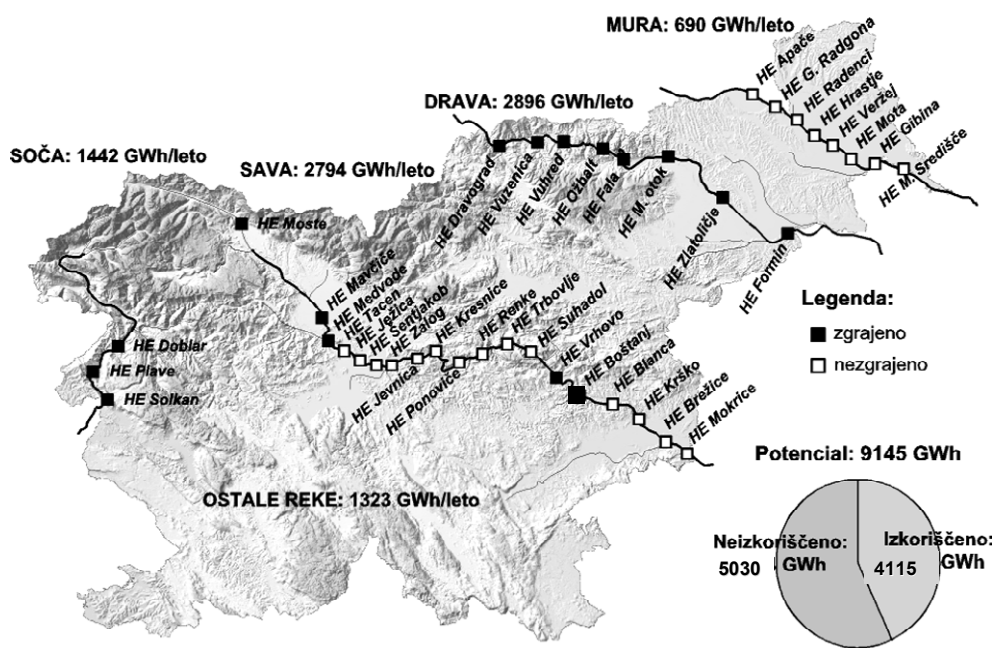 MURA: 690 GWh/leto
HE Apače
HE G. Radgona
HE Radenci
HE Hrastje
HE Veržej
HE Mota
HE Gibina
HE M. Središče
DRAVA: 2896 GWh/leto
HE Dravograd
HE Vuzenica
HE Vuhred
HE Ožbalt
HE Fala
HE M. otok
HE Zlatoličje
HE Formin
SOČA: 1442 GWh/leto
HE Doblar
HE Plave
HE Solkan
SAVA: 2794 GWh/leto
HE Moste
HE Mavčiče
HE Medvode
HE Tacen
HE Ježica
HE Šentjakob
HE Zalog
HE Jevnica
HE Kresnice
HE Ponovice
HE Renke
HE Trbovlje
HE Suhadol
HE Vrhovo
HE Boštanj
HE Blanca
HE Krško
HE Brežice
HE Mokrice
Legenda:
zgrajeno
nezgrajeno
OSTALE REKE: 1323 GWh/leto
Potencial: 9145 GWh
Neizkoriščeno:
5030 GWh
Izkoriščeno:
4115 GWh